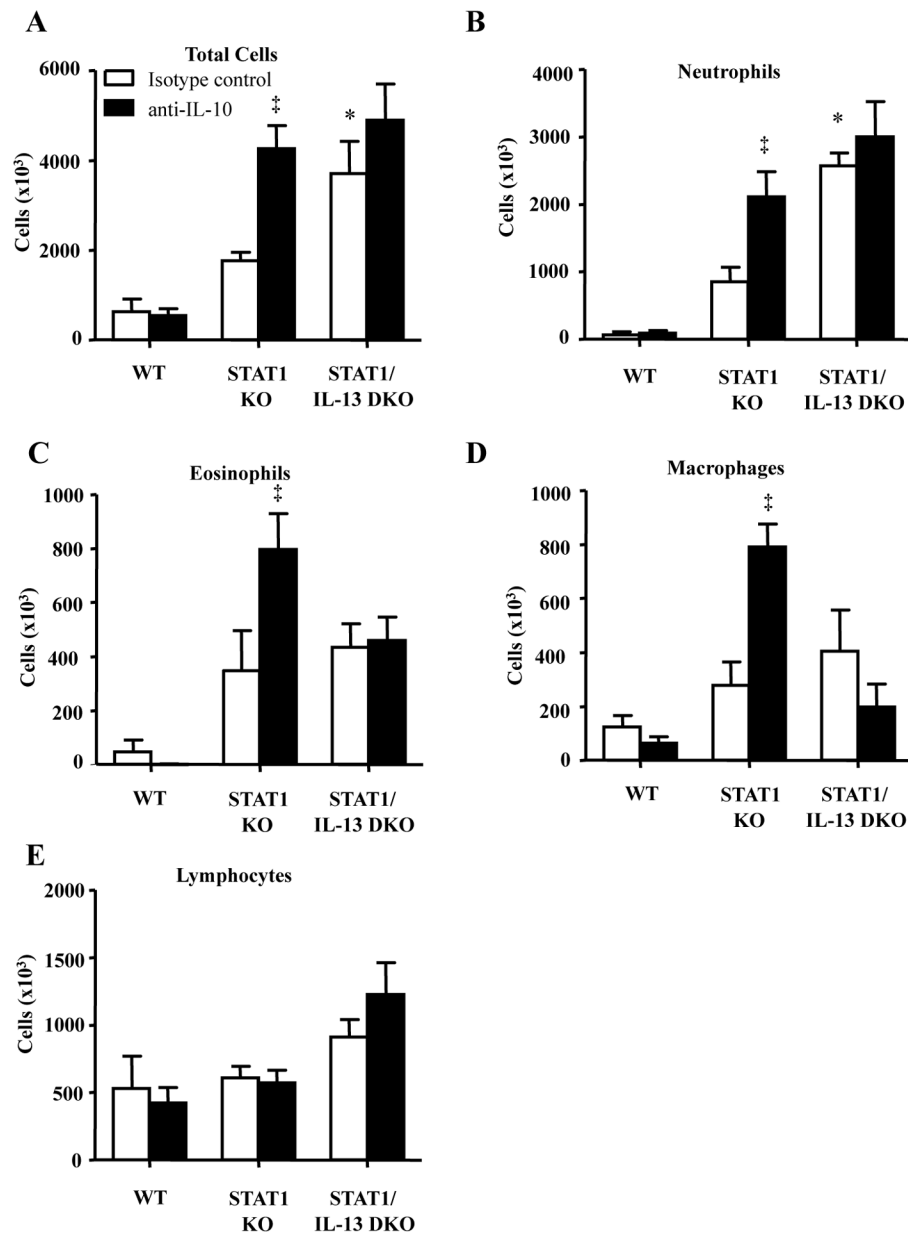 A
Total Cells
Isotype control
anti-IL-10
‡
*
Cells (x10³)
6000
4000
2000
0
WT
STAT1
KO
STAT1/
IL-13 DKO
B
Neutrophils
‡
*
Cells (x10³)
4000
3000
2000
1000
0
WT
STAT1
KO
STAT1/
IL-13 DKO
C
Eosinophils
‡
Cells (x10³)
1000
800
600
400
200
0
WT
STAT1
KO
STAT1/
IL-13 DKO
D
Macrophages
‡
Cells (x10³)
1000
800
600
400
200
0
WT
STAT1
KO
STAT1/
IL-13 DKO
E
Lymphocytes
Cells (x10³)
2000
1500
1000
500
0
WT
STAT1
KO
STAT1/
IL-13 DKO